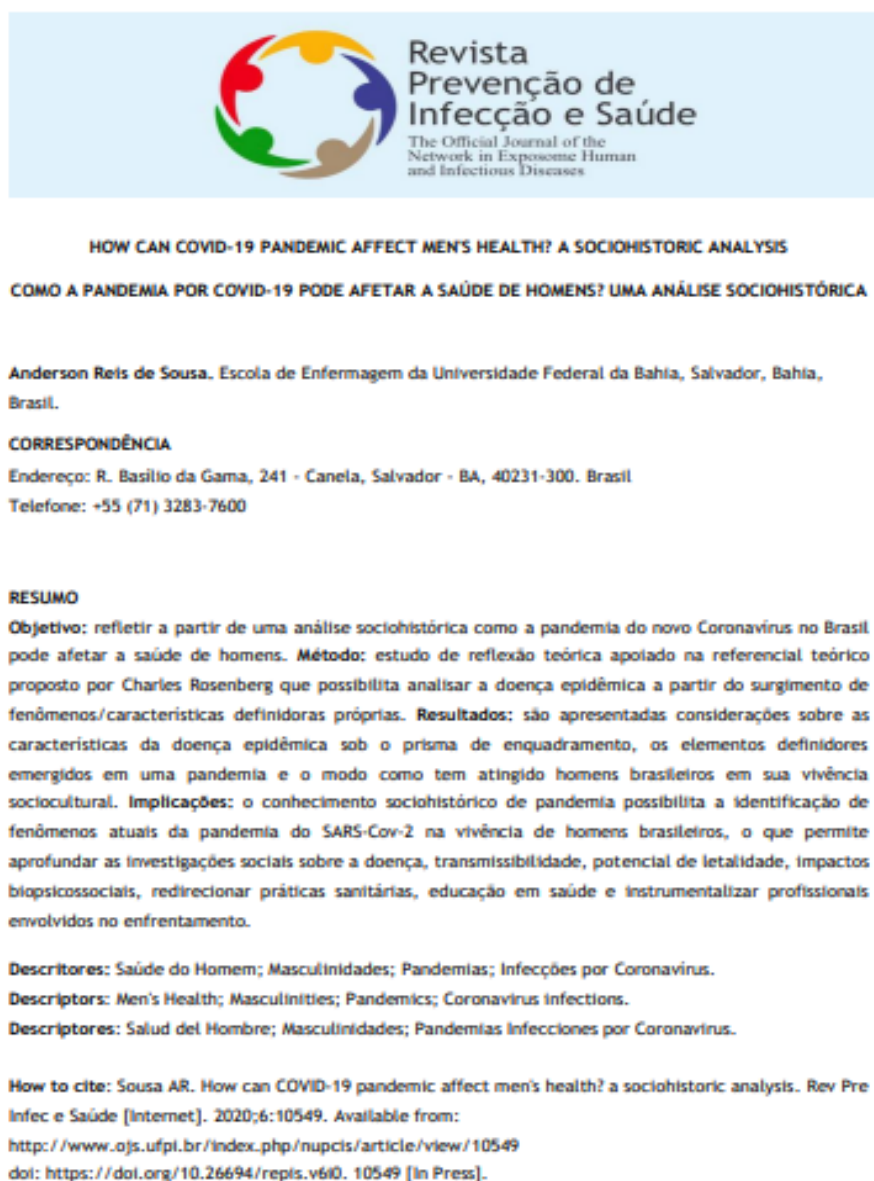 Revista
Prevenção de
Infecção e Saúde
The Official Journal of the
Network in Exposome Human
and Infectious Diseases
HOW CAN COVID-19 PANDEMIC AFFECT MEN'S HEALTH? A SOCIOHISTORIC ANALYSIS
COMO A PANDEMIA POR COVID-19 PODE AFETAR A SAÚDE DE HOMENS? UMA ANÁLISE SOCIOHISTÓRICA
Anderson Reis de Sousa. Escola de Enfermagem da Universidade Federal da Bahia, Salvador, Bahia,
Brasil.
CORRESPONDÊNCIA
Endereço: R. Basílio da Gama, 241 - Canela, Salvador - BA, 40231-300. Brasil
Telefone: +55 (71) 3283-7600
RESUMO
Objetivo: refletir a partir de uma análise sociohistórica como a pandemia do novo Coronavírus no Brasil
pode afetar a saúde de homens. Método: estudo de reflexão teórica apoiado na referencial teórico
proposto por Charles Rosenberg que possibilita analisar a doença epidêmica a partir do surgimento de
fenômenos/características definidoras próprias. Resultados: são apresentadas considerações sobre as
características da doença epidêmica sob o prisma de enquadramento, os elementos definidores
emergidos em uma pandemia e o modo como tem atingido homens brasileiros em sua vivência
sociocultural. Implicações: o conhecimento sociohistórico de pandemia possibilita a identificação de
fenômenos atuais da pandemia do SARS-Cov-2 na vivência de homens brasileiros, o que permite
aprofundar as investigações sociais sobre a doença, transmissibilidade, potencial de letalidade, impactos
biopsicossociais, redirecionar práticas sanitárias, educação em saúde e instrumentalizar profissionais
envolvidos no enfrentamento.
Descritores: Saúde do Homem; Masculinidades; Pandemias; Infecções por Coronavírus.
Descriptors: Men's Health; Masculinities; Pandemics; Coronavirus infections.
Descriptores: Salud del Hombre; Masculinidades; Pandemias Infecciones por Coronavirus.
How to cite: Sousa AR. How can COVID-19 pandemic affect men's health? a sociohistoric analysis. Rev Pre
Infec e Saúde [Internet]. 2020;6:10549. Available from:
http://www.ojs.ufpi.br/index.php/nupcis/article/view/10549
doi: https://doi.org/10.26694/repis.v6i0. 10549 [In Press].